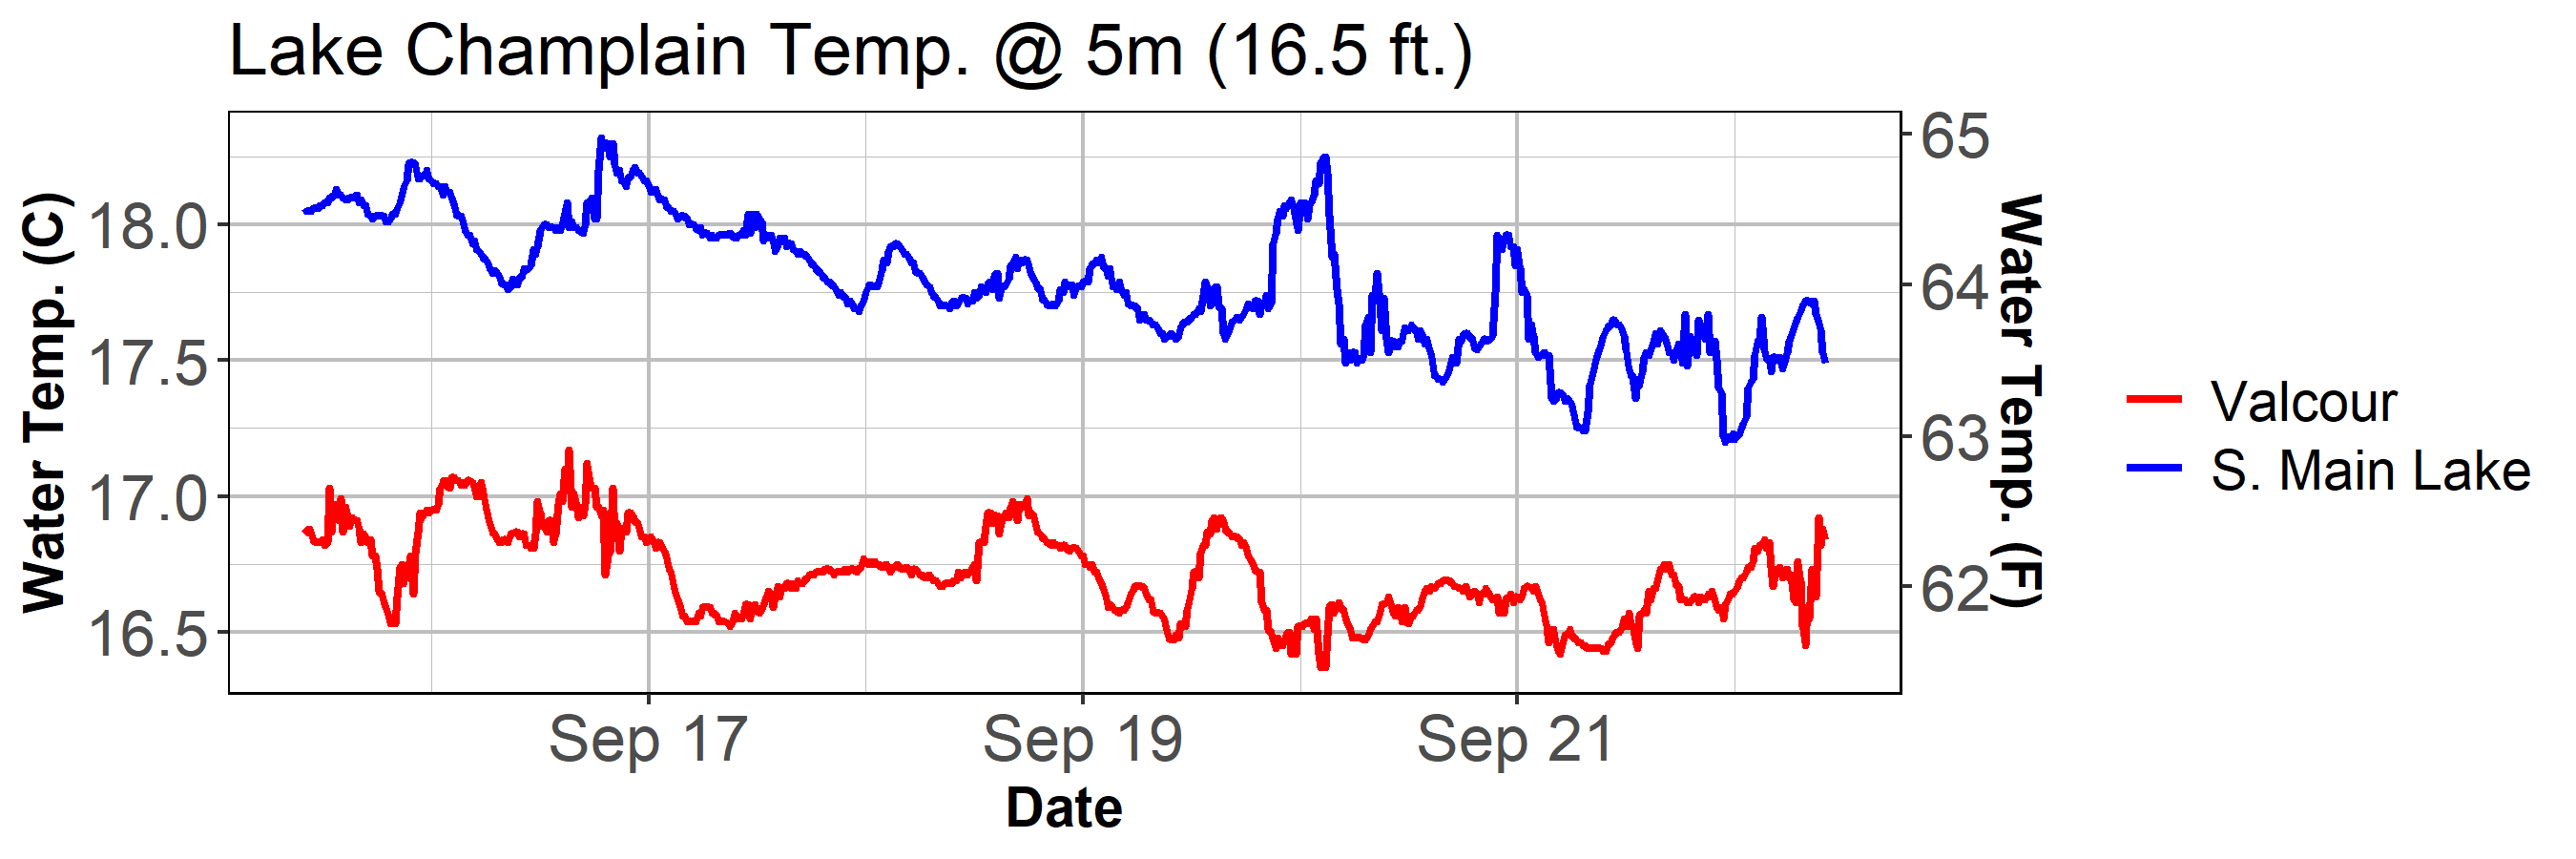 Lake Champlain Temp. @ 5m (16.5 ft.)
Water Temp. (C)
18.0
17.5
17.0
16.5
65
64
63
62
Water Temp. (F)
Sep 17
Sep 19
Sep 21
Date
Valcour
S. Main Lake